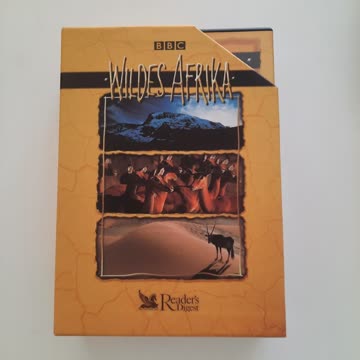 BBC
WILDES AFRIKA
Reader's
Digest